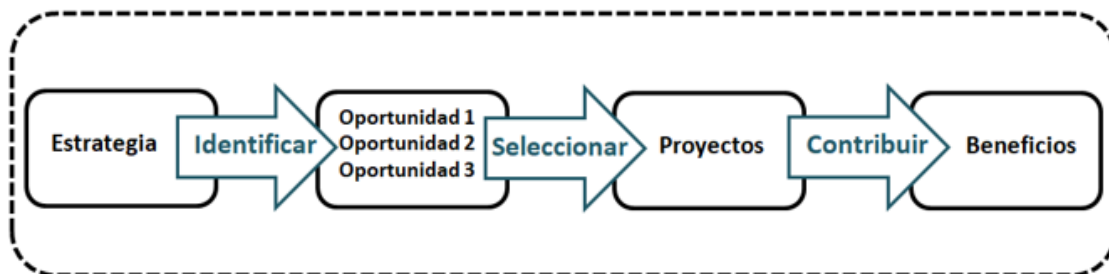 Estrategia
Identificar
Oportunidad 1
Oportunidad 2
Oportunidad 3
Seleccionar
Proyectos
Contribuir
Beneficios